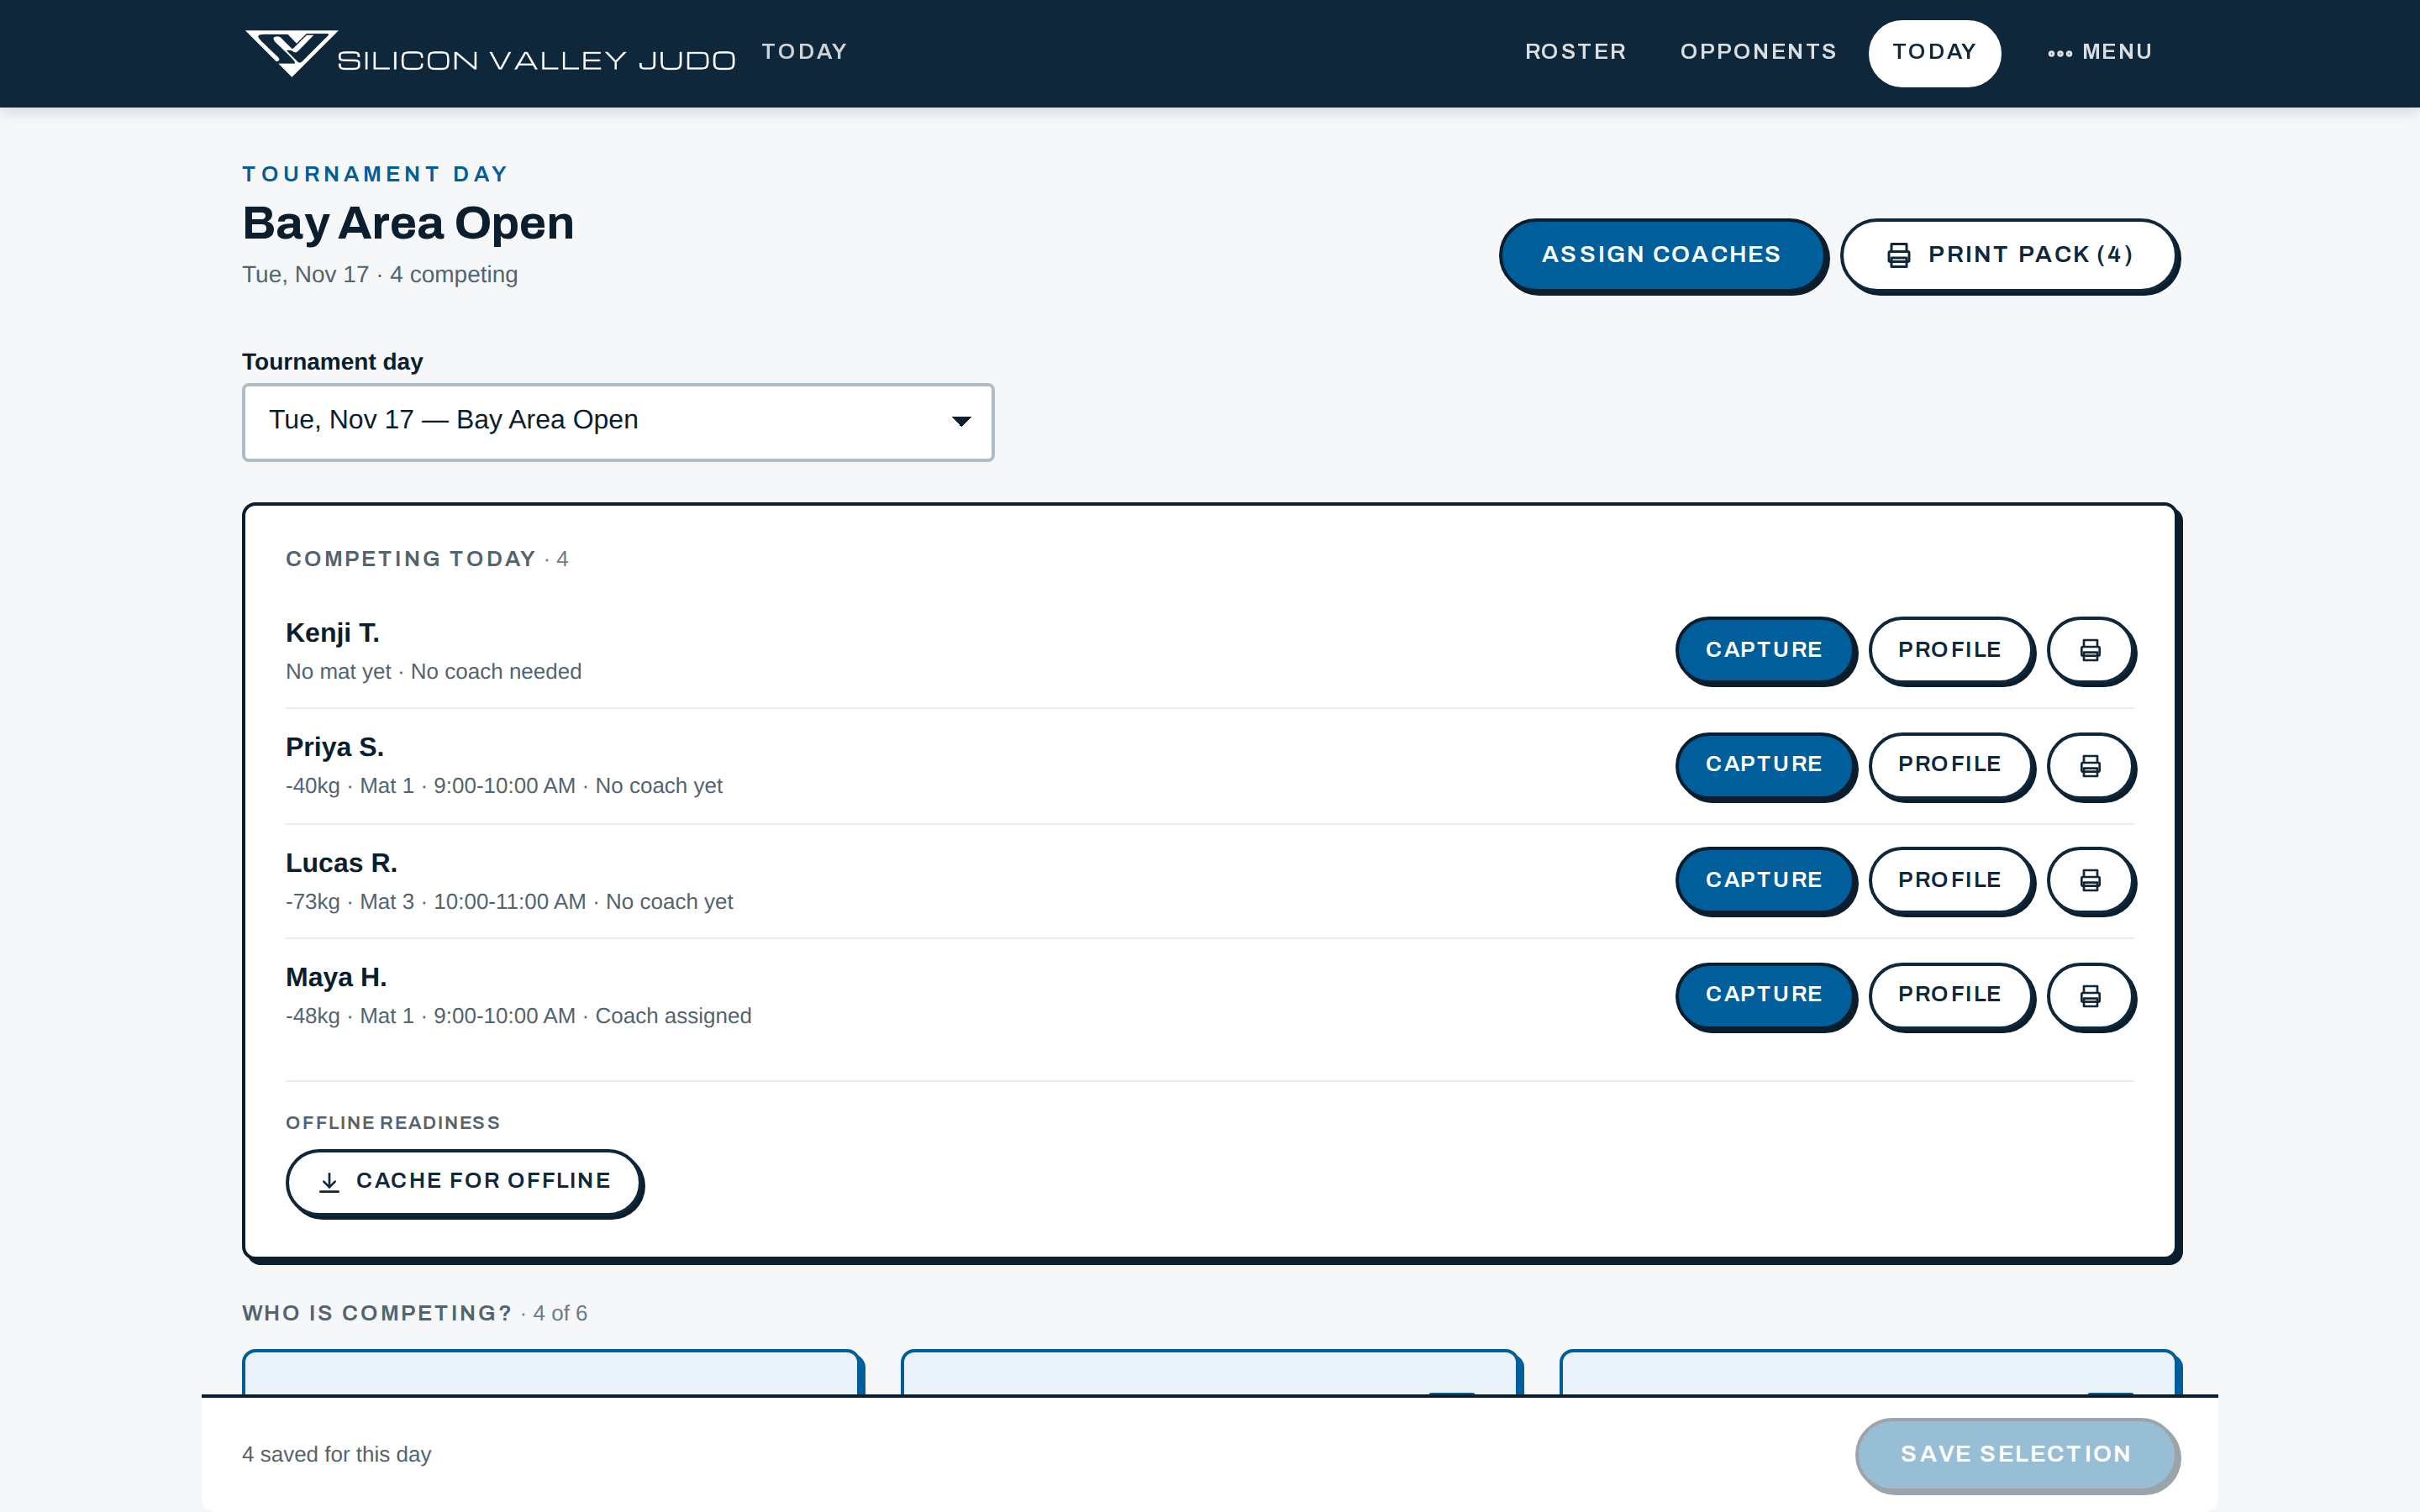 SILICON VALLEY JUDO TODAY ROSTER OPPONENTS TODAY MENU
TOURNAMENT DAY
Bay Area Open
Tue, Nov 17 · 4 competing
ASSIGN COACHES
PRINT PACK (4)
Tournament day
Tue, Nov 17 — Bay Area Open
COMPETING TODAY · 4
Kenji T.
No mat yet · No coach needed
CAPTURE PROFILE
Priya S.
-40kg · Mat 1 · 9:00-10:00 AM · No coach yet
CAPTURE PROFILE
Lucas R.
-73kg · Mat 3 · 10:00-11:00 AM · No coach yet
CAPTURE PROFILE
Maya H.
-48kg · Mat 1 · 9:00-10:00 AM · Coach assigned
CAPTURE PROFILE
OFFLINE READINESS
CACHE FOR OFFLINE
WHO IS COMPETING? · 4 of 6
4 saved for this day
SAVE SELECTION